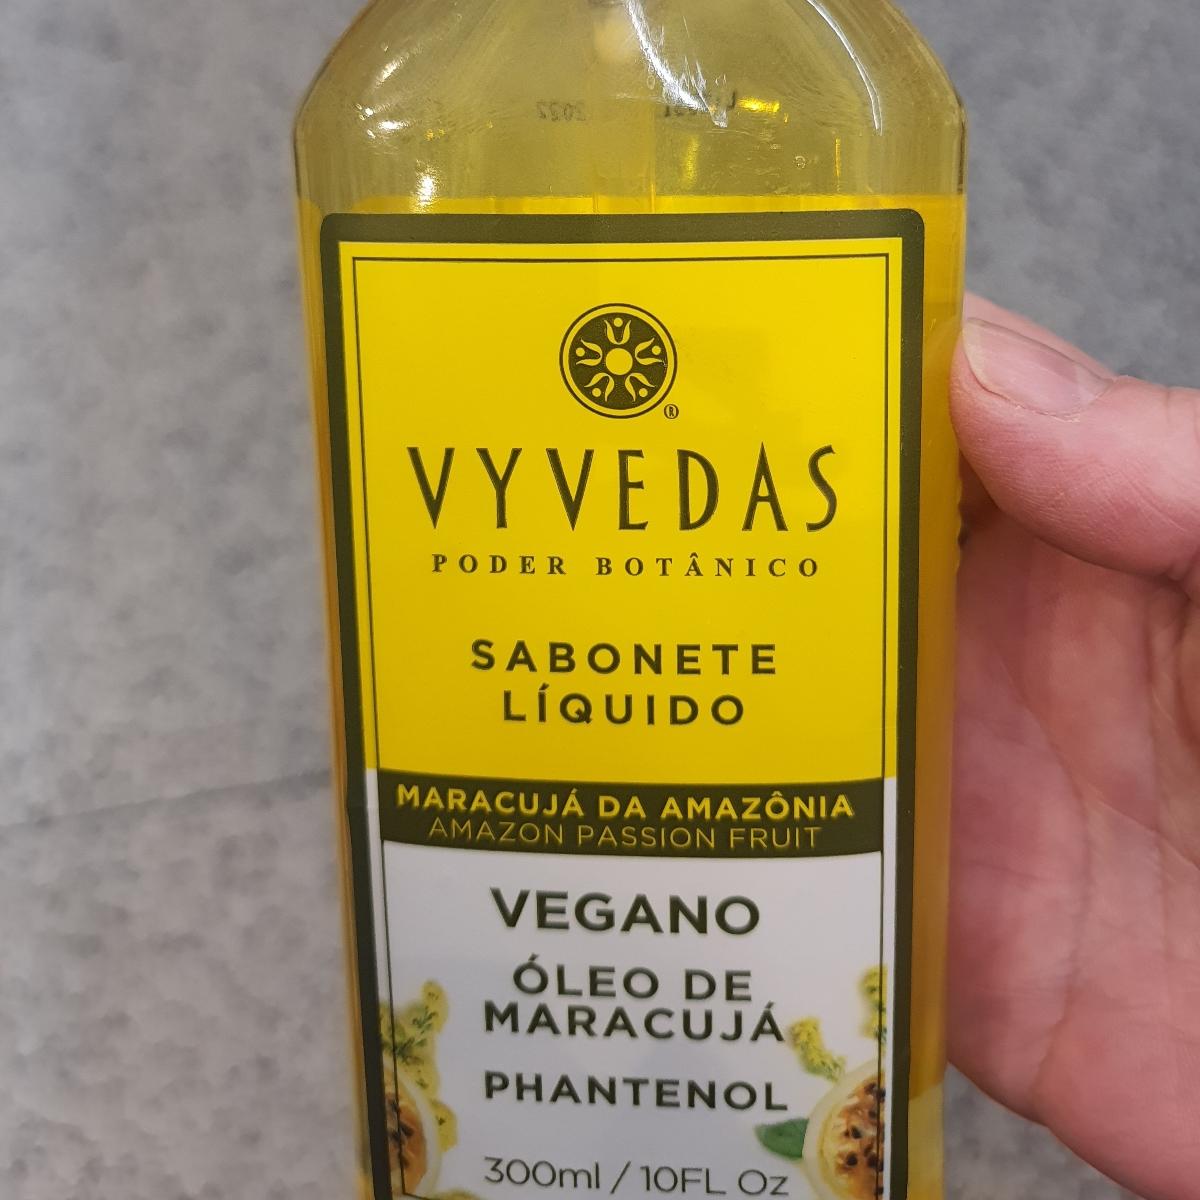 VYVEDAS
PODER BOTÂNICO
SABONETE
LÍQUIDO
MARACUJÁ DA AMAZÔNIA
AMAZON PASSION FRUIT
VEGANO
ÓLEO DE
MARACUJÁ
PHANTENOL
300ml / 10FL Oz